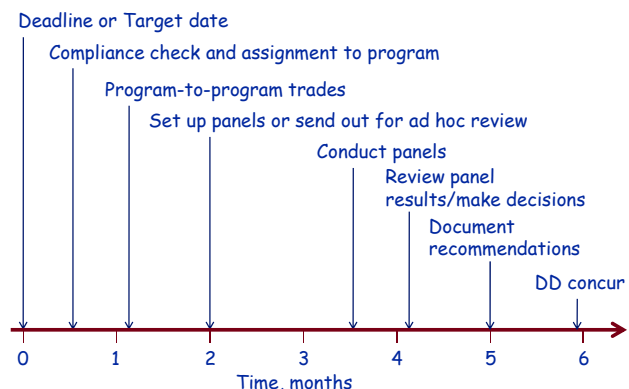 Deadline or Target date
Compliance check and assignment to program
Program-to-program trades
Set up panels or send out for ad hoc review
Conduct panels
Review panel
results/make decisions
Document
recommendations
DD concur
0 1 2 3 4 5 6
Time, months